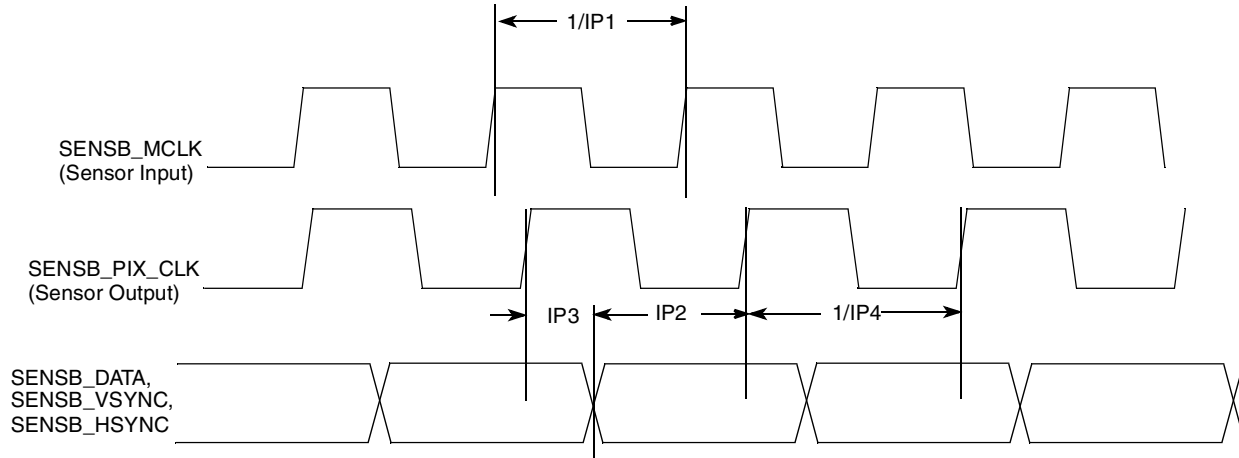 1/IP1
SENSB_MCLK
(Sensor Input)
SENSB_PIX_CLK
(Sensor Output)
IP3
IP2
1/IP4
SENSB_DATA,
SENSB_VSYNC,
SENSB_HSYNC